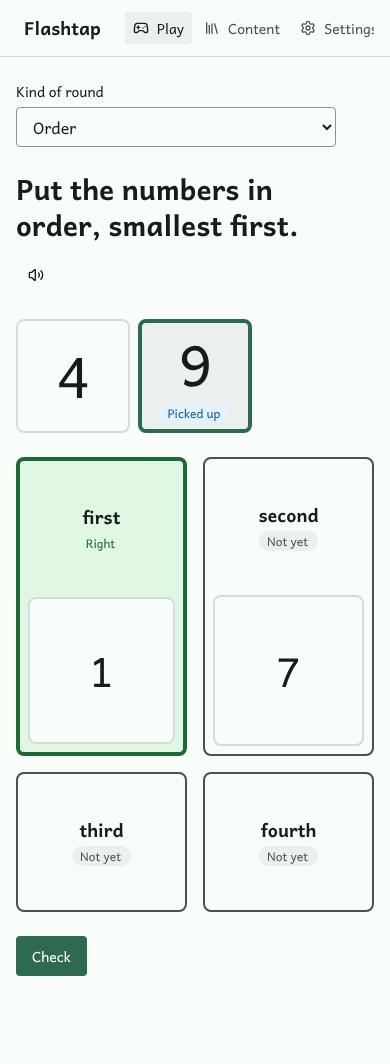 Flashtap
Play
Content
Settings
Kind of round
Order
Put the numbers in
order, smallest first.
4
9
Picked up
first
Right
1
second
Not yet
7
third
Not yet
fourth
Not yet
Check